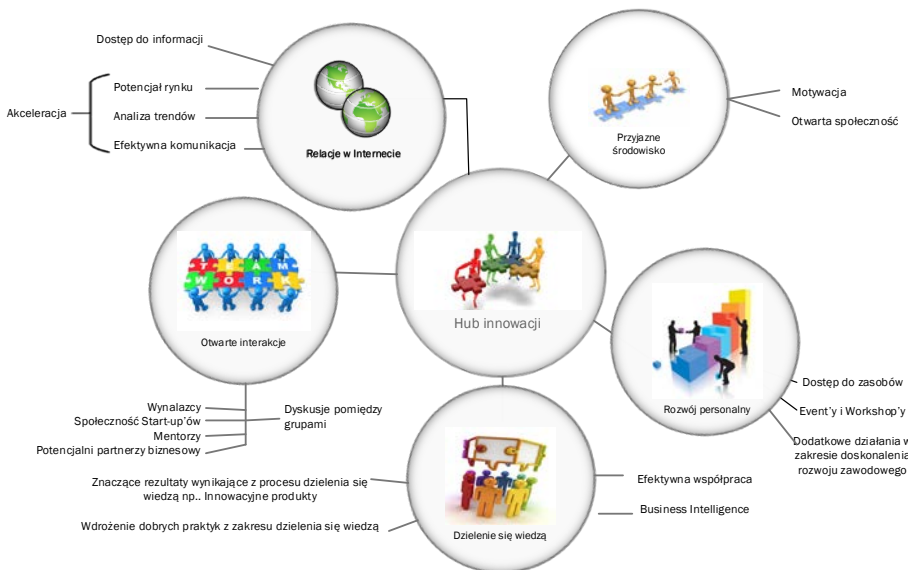 Dostęp do informacji
Akceleracja
Potencjał rynku
Analiza trendów
Efektywna komunikacja
Relacje w Internecie
Przyjazne
środowisko
Motywacja
Otwarta społeczność
TEAM
WORK
Otwarte interakcje
Hub innowacji
Rozwój personalny
Dostęp do zasobów
Event'y i Workshop'y
Dodatkowe działania w
zakresie doskonalenia
rozwoju zawodowego
Wynalazcy
Społeczność Start-up'ów
Mentorzy
Potencjalni partnerzy biznesowy
Dyskusje pomiędzy
grupami
Znaczące rezultaty wynikające z procesu dzielenia się
wiedzą np.. Innowacyjne produkty
Wdrożenie dobrych praktyk z zakresu dzielenia się wiedzą
Dzielenie się wiedzą
Efektywna współpraca
Business Intelligence